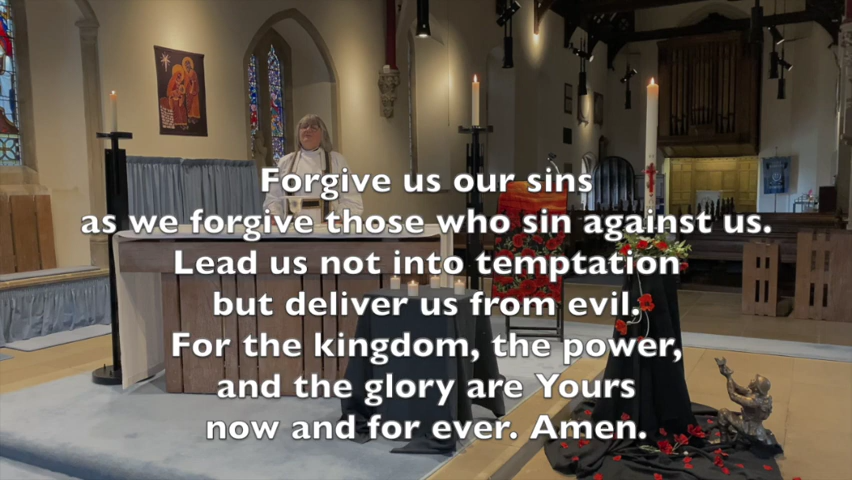 Forgive us our sins
as we forgive those who sin against us.
Lead us not into temptation
but deliver us from evil.
For the kingdom, the power,
and the glory are Yours
now and for ever. Amen.